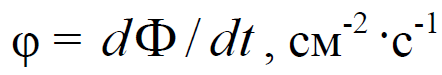 φ = dΦ / dt , см⁻² ·с⁻¹